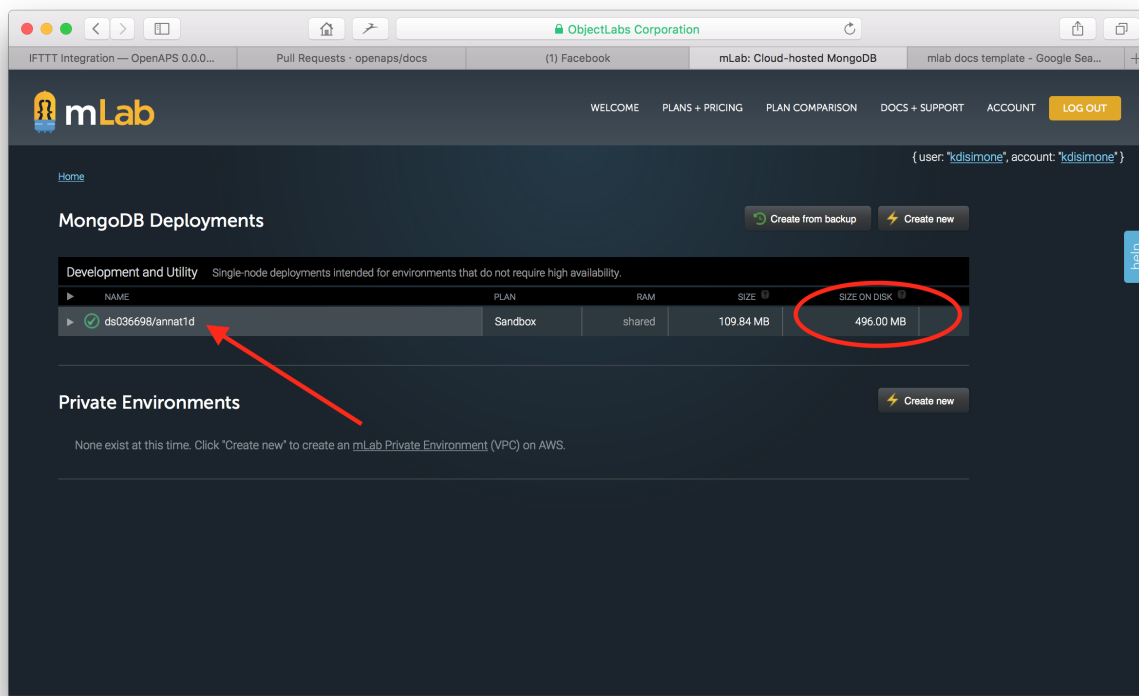 ObjectLabs Corporation
IFTTT Integration — OpenAPS 0.0.0...
Pull Requests · openaps/docs
(1) Facebook
mLab: Cloud-hosted MongoDB
mlab docs template - Google Sea...
mLab
WELCOME PLANS + PRICING PLAN COMPARISON DOCS + SUPPORT ACCOUNT LOG OUT
{ user: "kdisimone", account: "kdisimone" }
Home
MongoDB Deployments
Create from backup
Create new
help
Development and Utility Single-node deployments intended for environments that do not require high availability.
NAME PLAN RAM SIZE ? SIZE ON DISK ?
ds036698/annat1d Sandbox shared 109.84 MB 496.00 MB
Private Environments
Create new
None exist at this time. Click "Create new" to create an mLab Private Environment (VPC) on AWS.